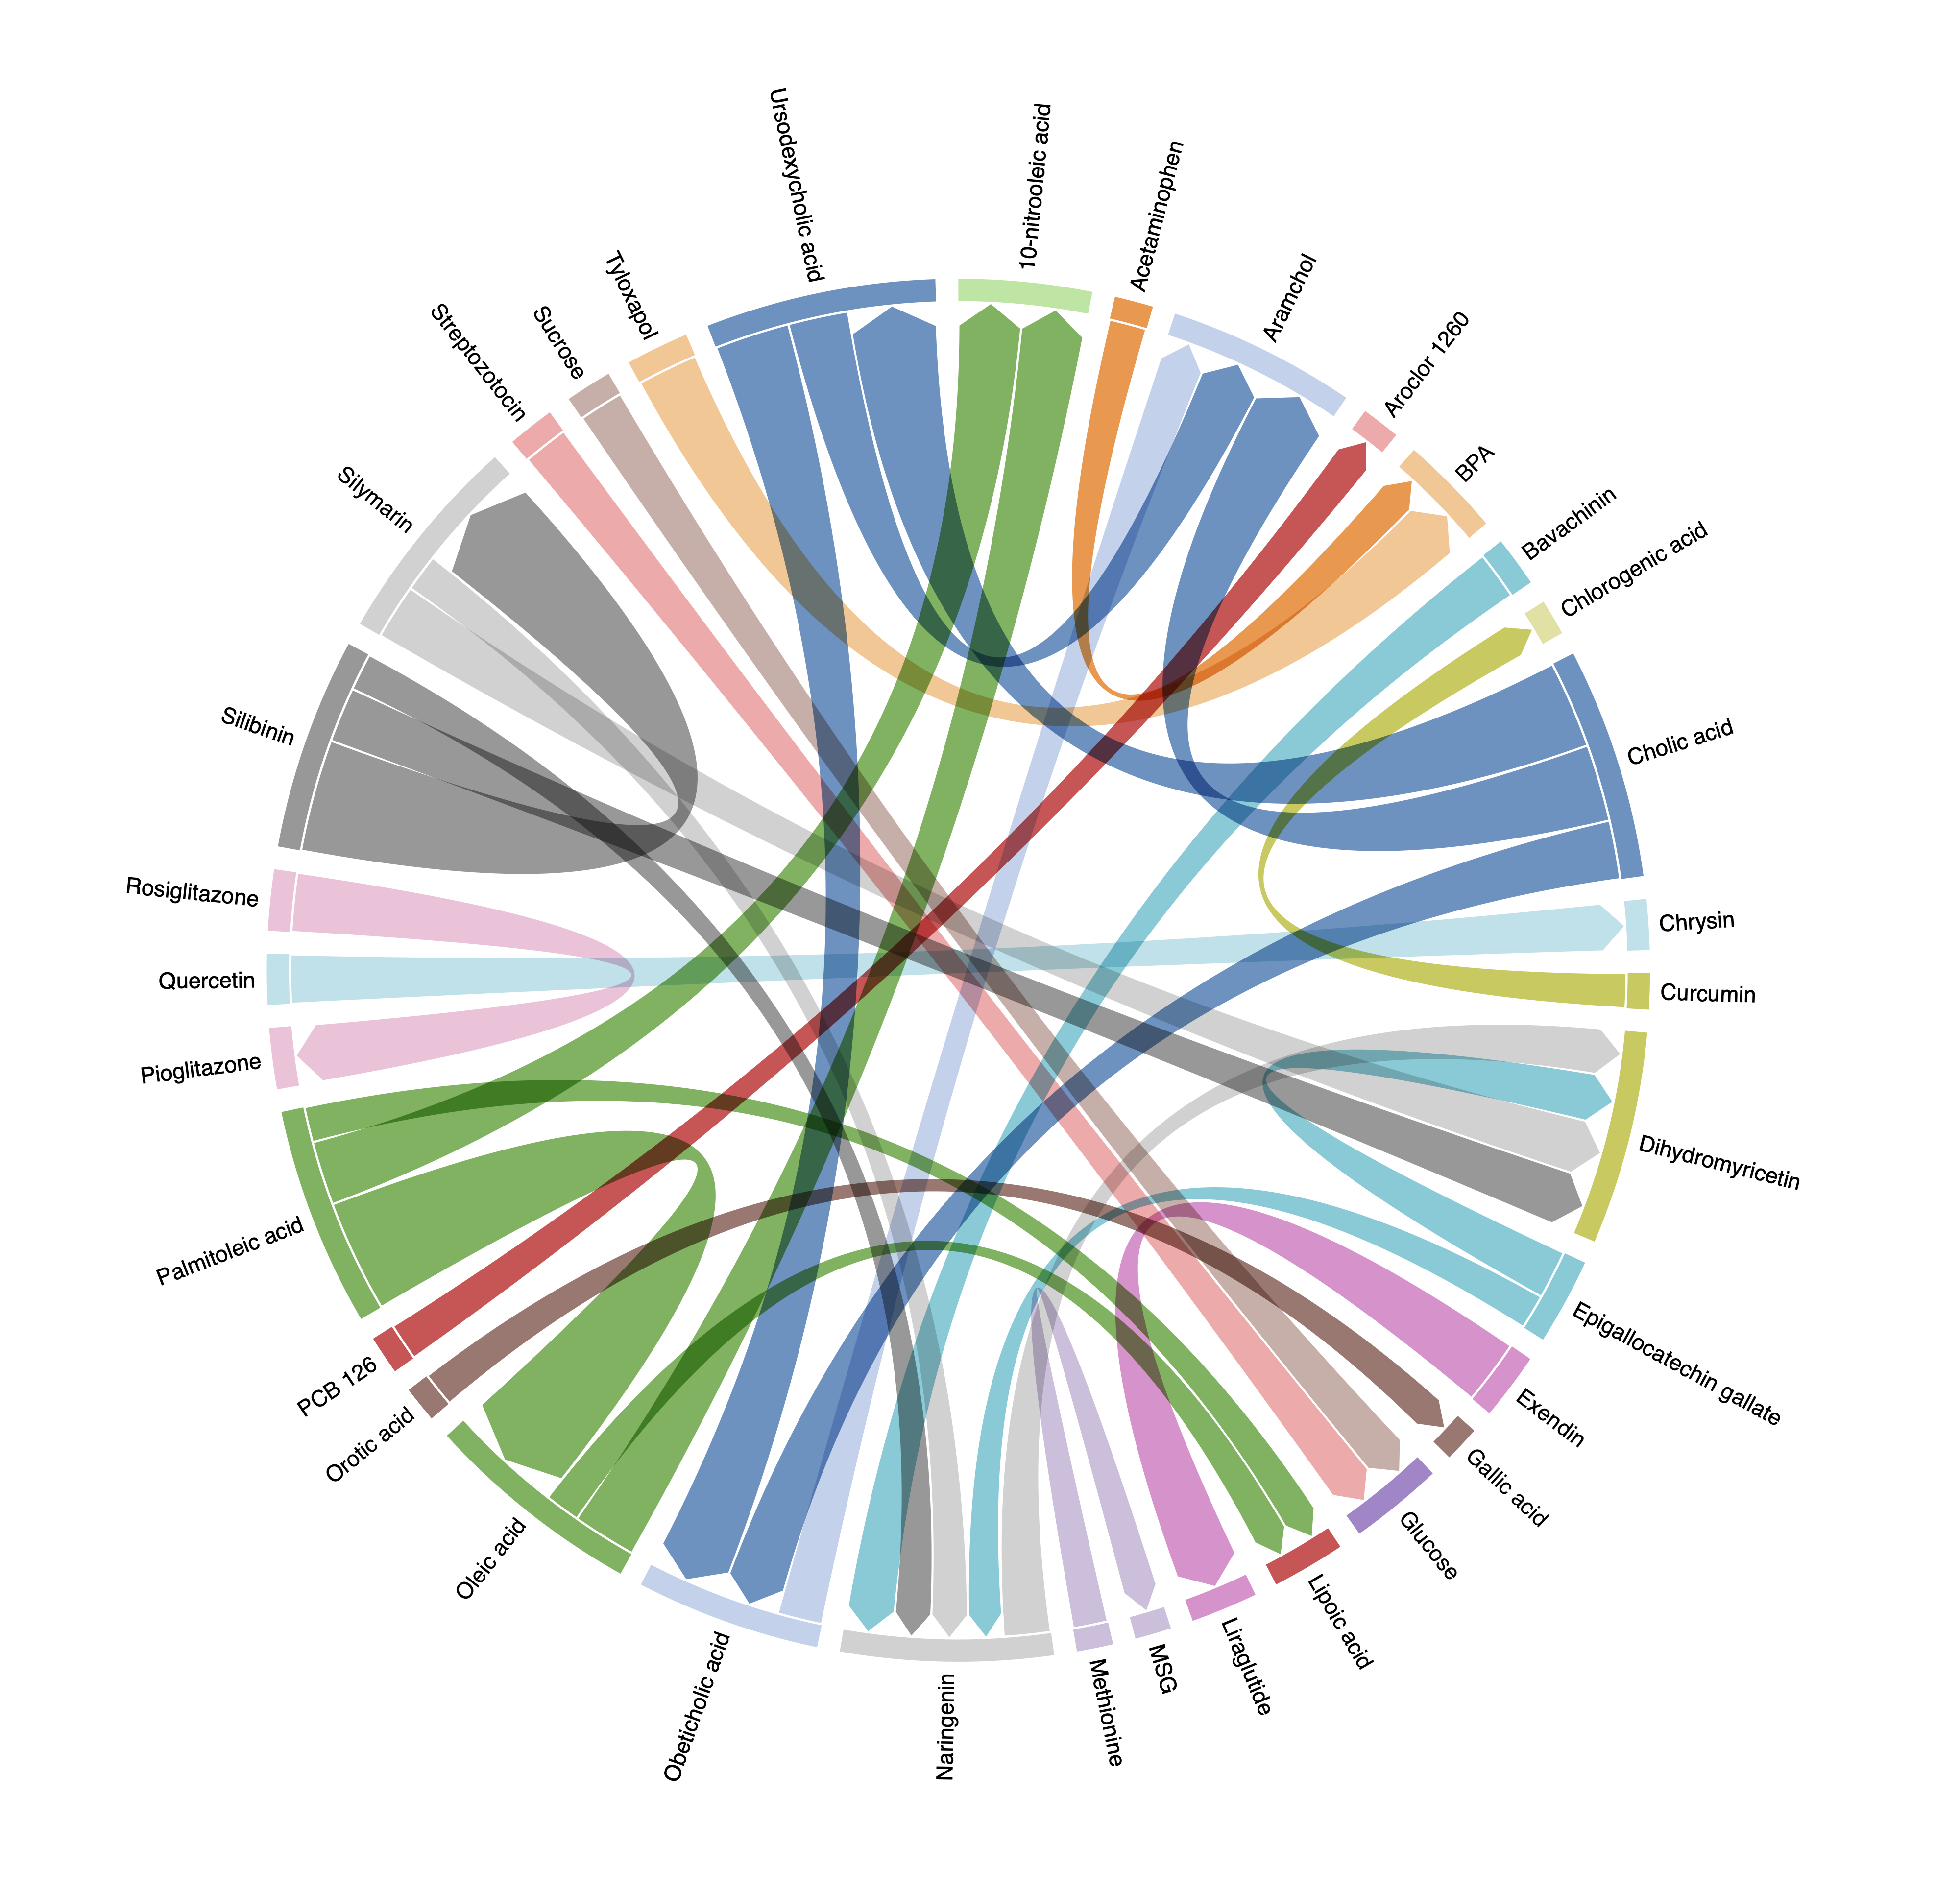 10-nitrooleic acid
Acetaminophen
Aramchol
Aroclor 1260
BPA
Bavachinin
Chlorogenic acid
Cholic acid
Chrysin
Curcumin
Dihydromyricetin
Epigallocatechin gallate
Exendin
Gallic acid
Glucose
Lipoic acid
Liraglutide
MSG
Methionine
Naringenin
Obeticholic acid
Oleic acid
Orotic acid
PCB 126
Palmitoleic acid
Pioglitazone
Quercetin
Rosiglitazone
Silibinin
Silymarin
Streptozotocin
Sucrose
Tyloxapol
Ursodexycholic acid